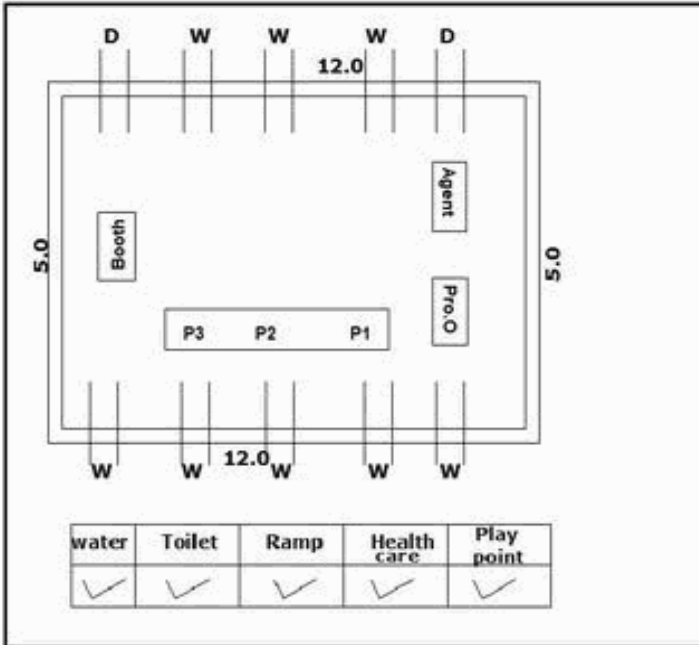 D W W W D
12.0
Agent
5.0
Booth
5.0
Pro.O
P3 P2 P1
12.0
W W W W W
water Toilet Ramp Health care Play point